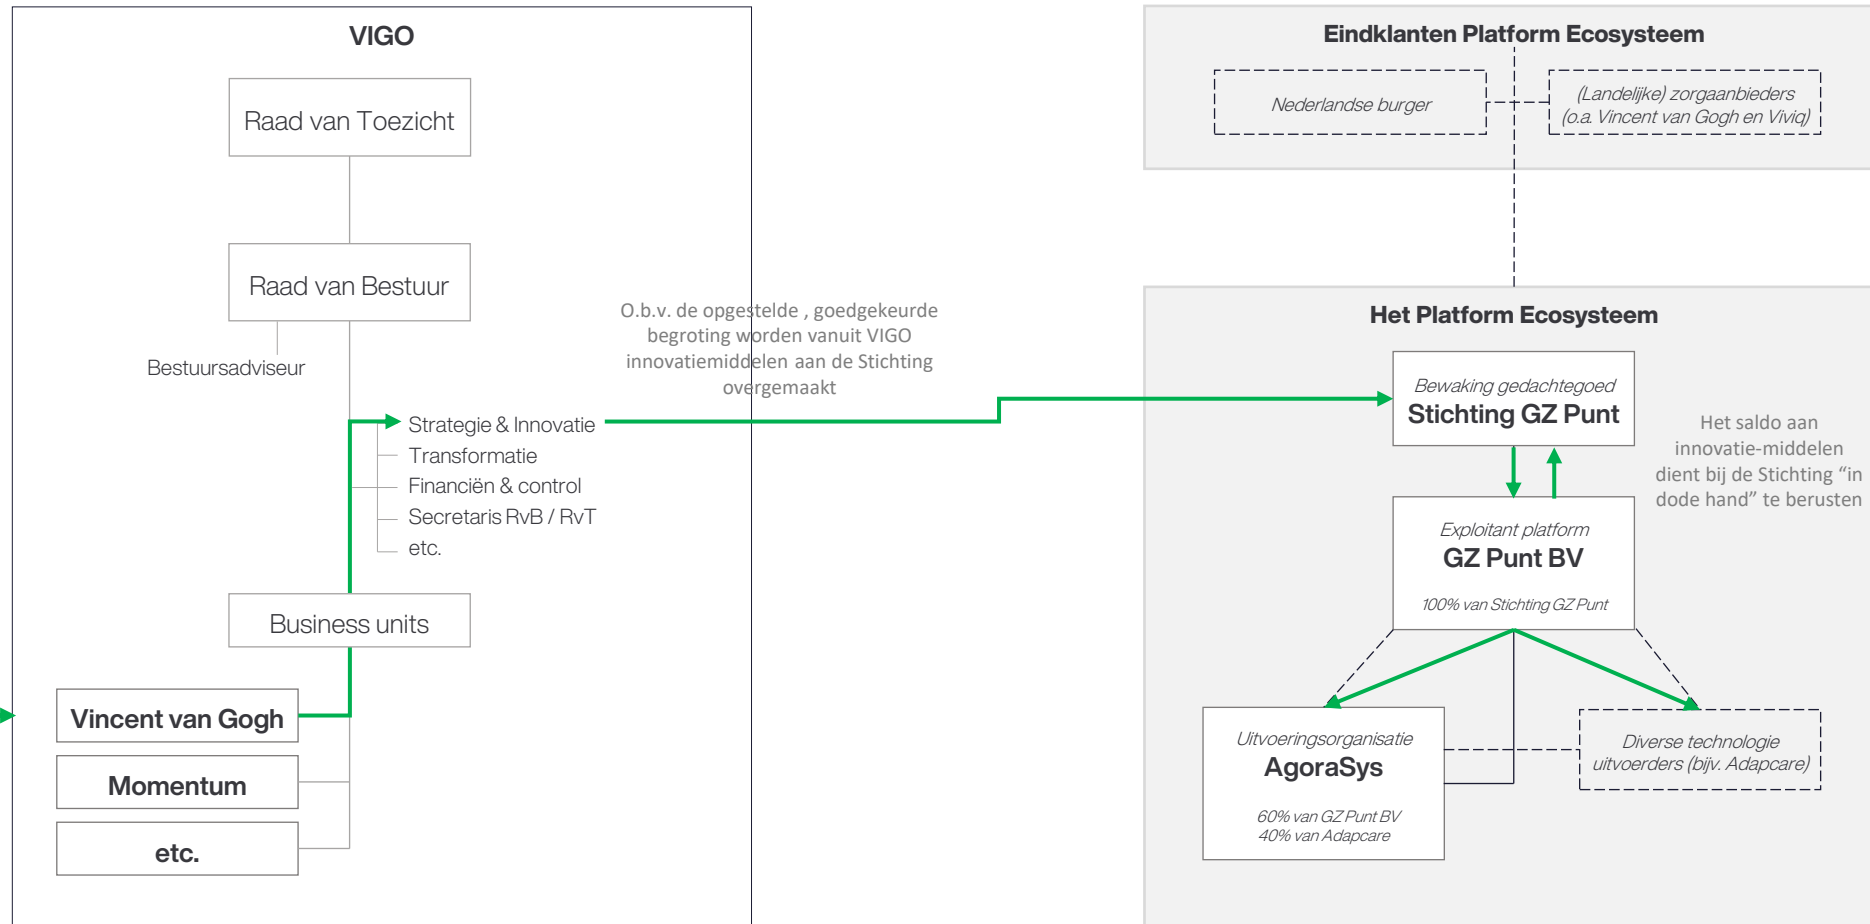 VIGO
Raad van Toezicht
Raad van Bestuur
Bestuursadviseur
Strategie & Innovatie
Transformatie
Financiën & control
Secretaris RvB / RvT
etc.
Business units
Vincent van Gogh
Momentum
etc.
O.b.v. de opgestelde , goedgekeurde
begroting worden vanuit VIGO
innovatiemiddelen aan de Stichting
overgemaakt
Eindklanten Platform Ecosysteem
Nederlandse burger
(Landelijke) zorgaanbieders
(o.a. Vincent van Gogh en Viviq)
Het Platform Ecosysteem
Bewaking gedachtegoed
Stichting GZ Punt
Het saldo aan
innovatie-middelen
dient bij de Stichting “in
dode hand” te berusten
Exploitant platform
GZ Punt BV
100% van Stichting GZ Punt
Uitvoeringsorganisatie
AgoraSys
60% van GZ Punt BV
40% van Adapcare
Diverse technologie
uitvoerders (bijv. Adapcare)